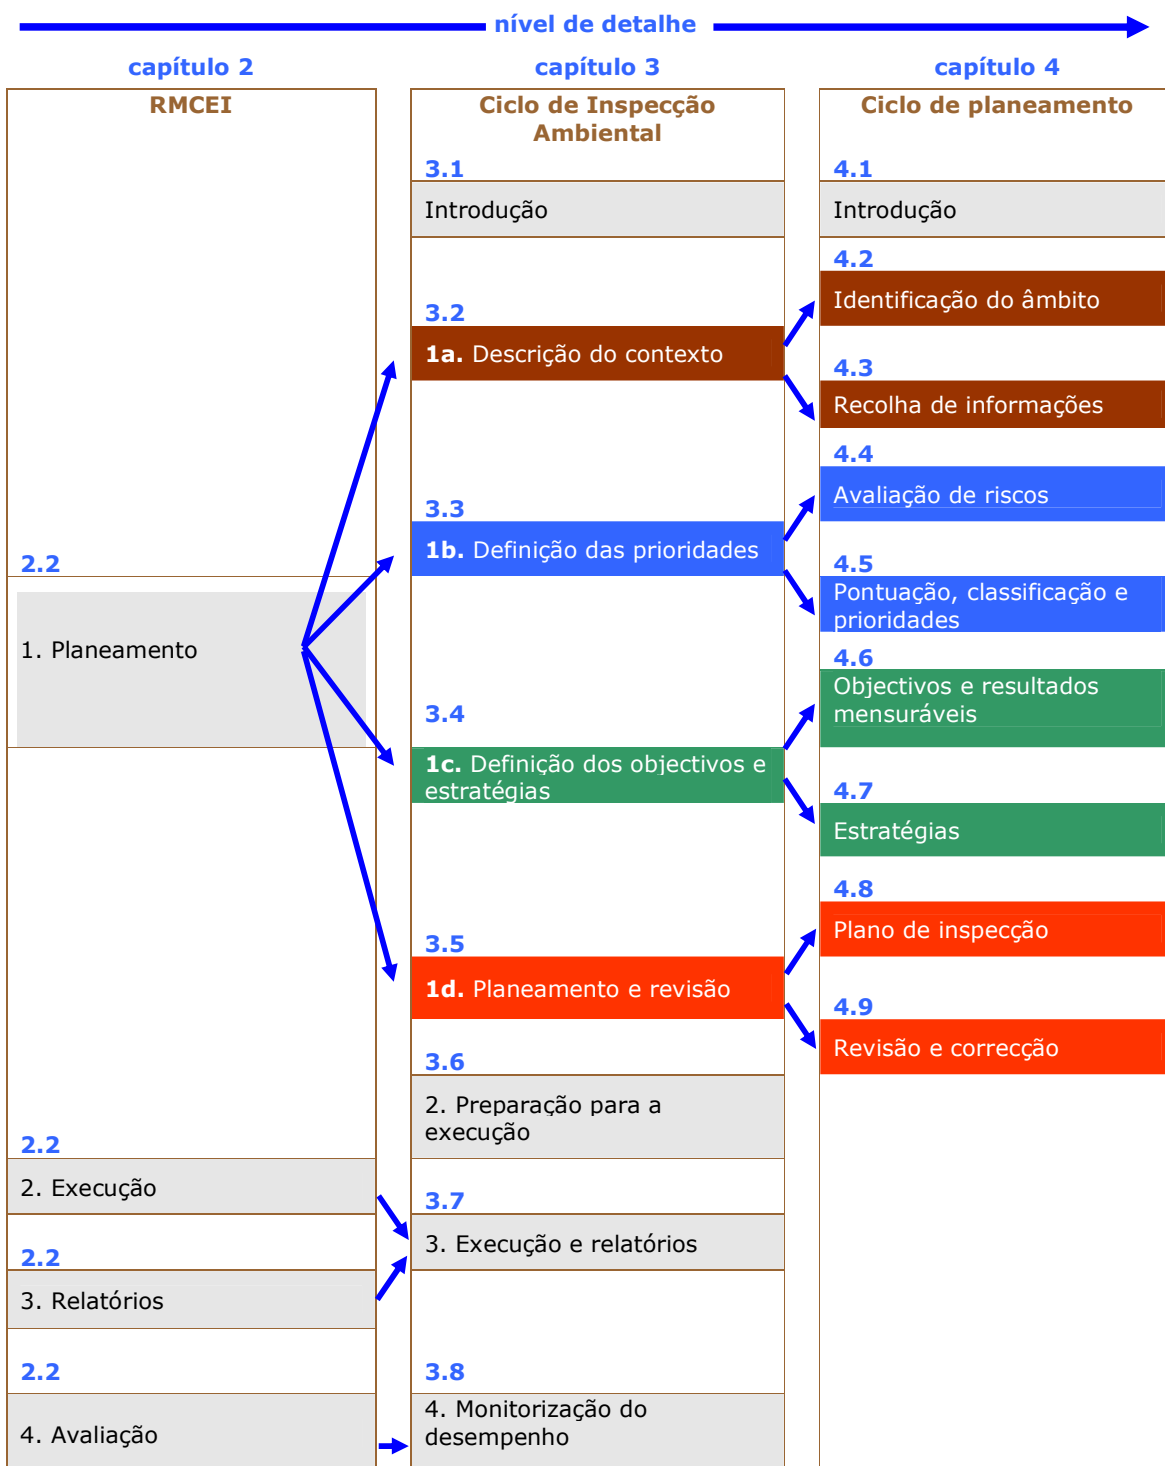 nível de detalhe
capítulo 2
capítulo 3
capítulo 4
RMCEI
2.2
1. Planeamento
2.2
2. Execução
2.2
3. Relatórios
2.2
4. Avaliação
Ciclo de Inspecção
Ambiental
3.1
Introdução
3.2
1a. Descrição do contexto
3.3
1b. Definição das prioridades
3.4
1c. Definição dos objectivos e
estratégias
3.5
1d. Planeamento e revisão
3.6
2. Preparação para a
execução
3.7
3. Execução e relatórios
3.8
4. Monitorização do
desempenho
Ciclo de planeamento
4.1
Introdução
4.2
Identificação do âmbito
4.3
Recolha de informações
4.4
Avaliação de riscos
4.5
Pontuação, classificação e
prioridades
4.6
Objectivos e resultados
mensuráveis
4.7
Estratégias
4.8
Plano de inspecção
4.9
Revisão e correcção